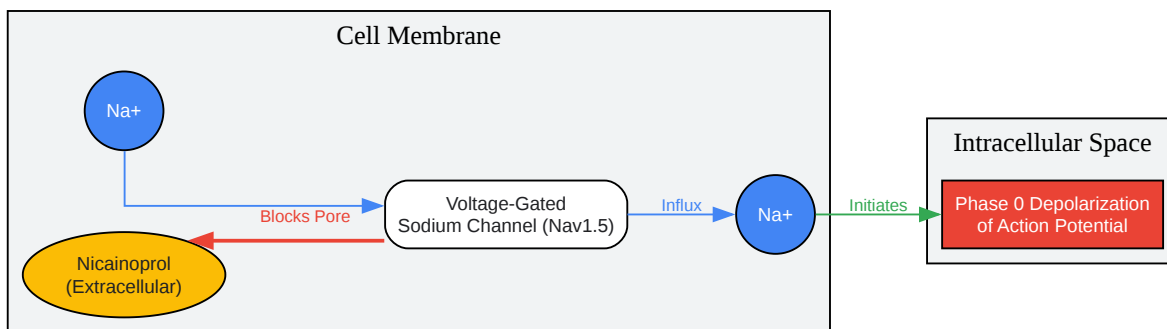 Cell Membrane
Na+
Blocks Pore
Nicainoprol
(Extracellular)
Voltage-Gated
Sodium Channel (Nav1.5)
Influx
Na+
Initiates
Intracellular Space
Phase 0 Depolarization
of Action Potential